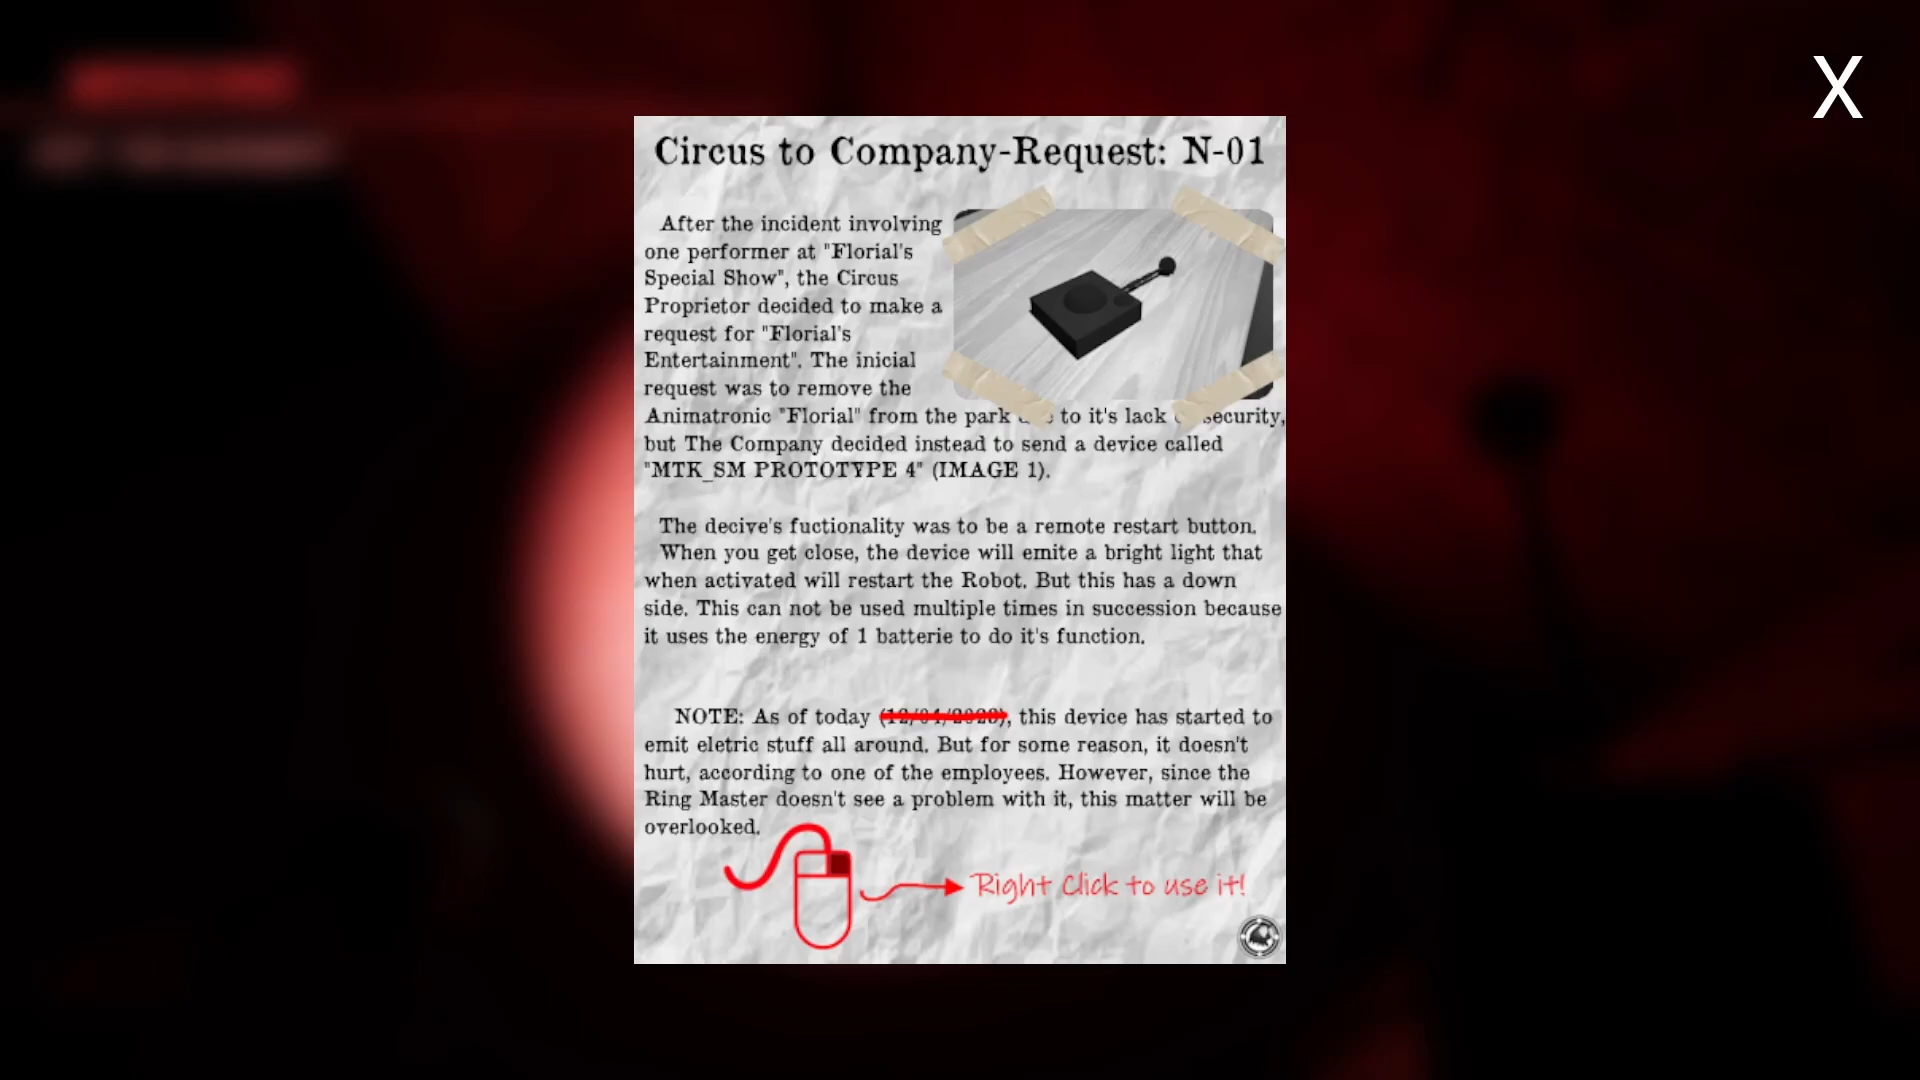 X
Circus to Company-Request: N-01
After the incident involving
one performer at "Florial's
Special Show", the Circus
Proprietor decided to make a
request for "Florial's
Entertainment". The inicial
request was to remove the
Animatronic "Florial" from the park to it's lack security,
but The Company decided instead to send a device called
"MTK_SM PROTOTYPE 4" (IMAGE 1).
The decive's fuctionality was to be a remote restart button.
When you get close, the device will emite a bright light that
when activated will restart the Robot. But this has a down
side. This can not be used multiple times in succession because
it uses the energy of 1 batterie to do it's function.
NOTE: As of today , this device has started to
emit eletric stuff all around. But for some reason, it doesn't
hurt, according to one of the employees. However, since the
Ring Master doesn't see a problem with it, this matter will be
overlooked.
Right Click to use it!